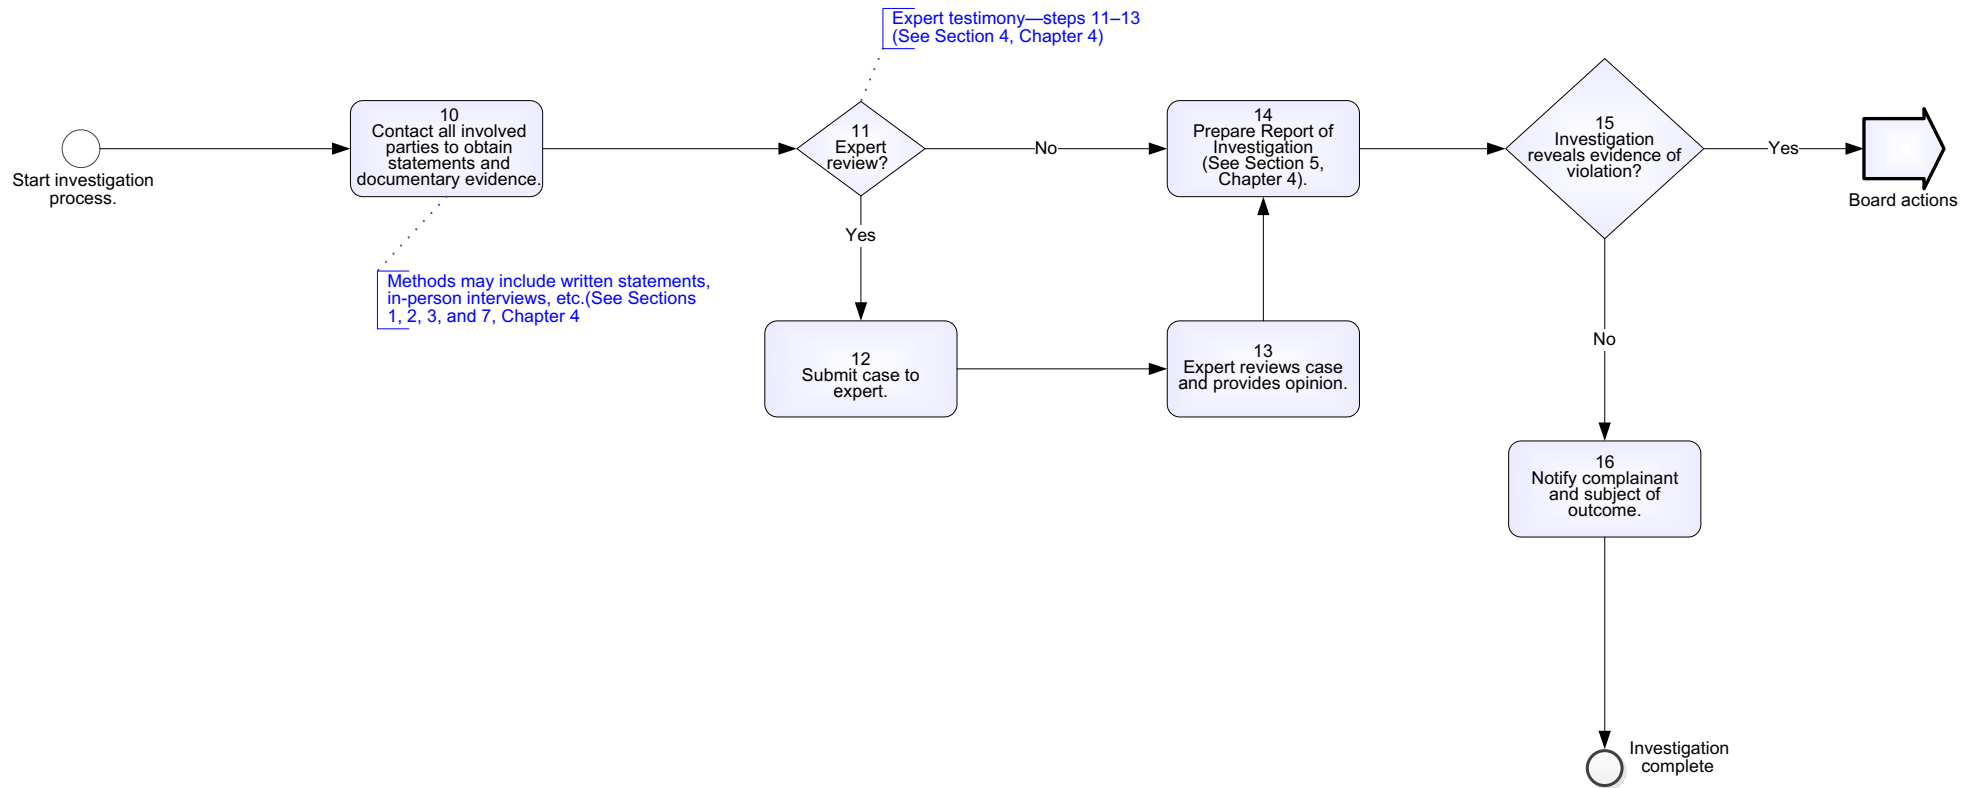 Expert testimony—steps 11–13
(See Section 4, Chapter 4)
Start investigation
process.
10
Contact all involved
parties to obtain
statements and
documentary evidence.
Methods may include written statements,
in-person interviews, etc.(See Sections
1, 2, 3, and 7, Chapter 4
11
Expert
review?
No
Yes
12
Submit case to
expert.
13
Expert reviews case
and provides opinion.
14
Prepare Report of
Investigation
(See Section 5,
Chapter 4).
15
Investigation
reveals evidence of
violation?
Yes
Board actions
No
16
Notify complainant
and subject of
outcome.
Investigation
complete